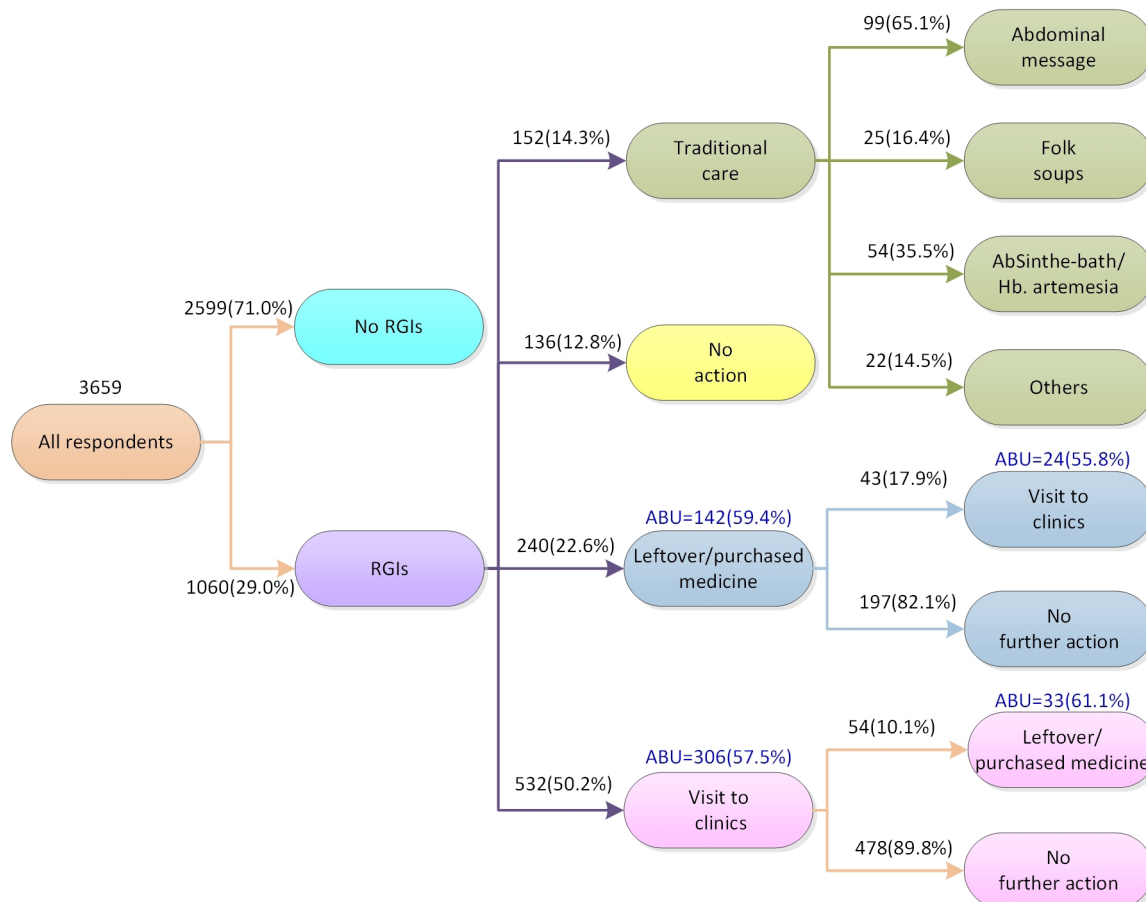 99(65.1%)
Abdominal
message
152(14.3%)
Traditional
care
25(16.4%)
Folk
soups
54(35.5%)
AbSinthe-bath/
Hb. artemesia
2599(71.0%)
No RGIs
136(12.8%)
No
action
22(14.5%)
Others
3659
All respondents
1060(29.0%)
RGIs
240(22.6%)
ABU=142(59.4%)
Leftover/purchased
medicine
43(17.9%)
ABU=24(55.8%)
Visit to
clinics
197(82.1%)
No
further action
532(50.2%)
ABU=306(57.5%)
Visit to
clinics
54(10.1%)
ABU=33(61.1%)
Leftover/
purchased medicine
478(89.8%)
No
further action